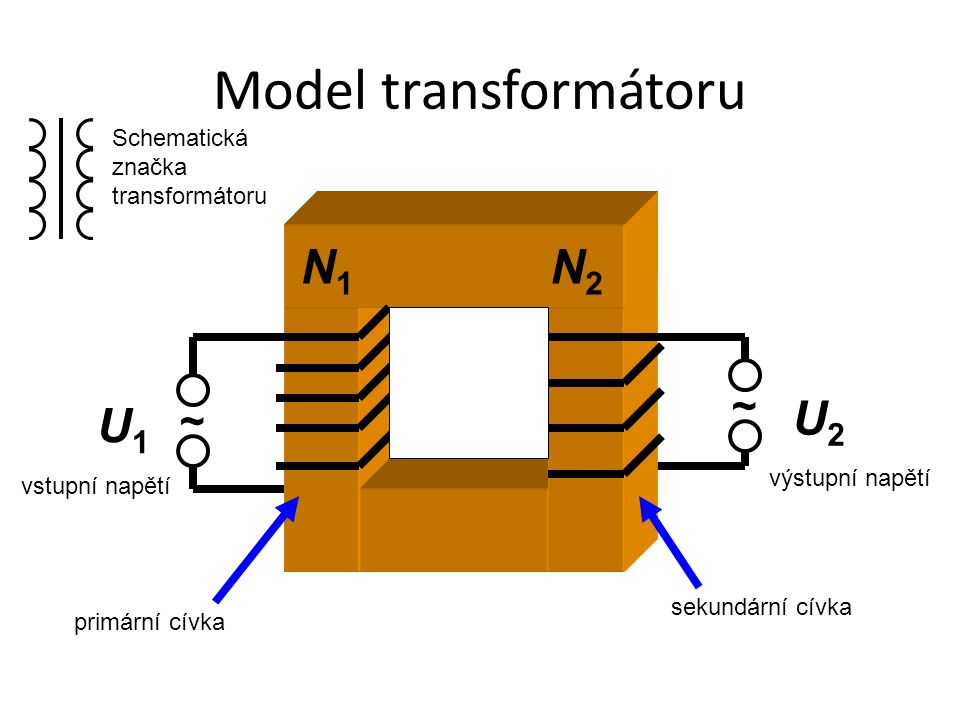 Model transformátoru
Schematická
značka
transformátoru
N1
N2
U1
~
~
U2
vstupní napětí
výstupní napětí
primární cívka
sekundární cívka